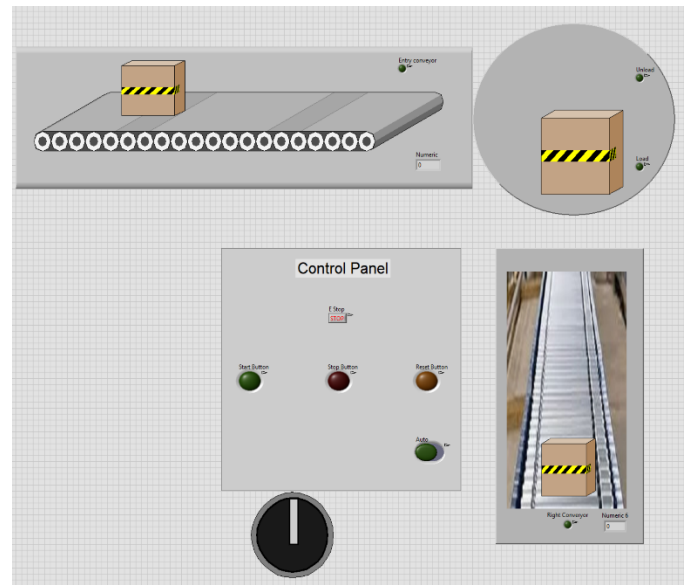 Entry conveyor
Unload
Load
Numeric
0
Control Panel
E Stop
STOP
Start Button
Stop Button
Reset Button
Auto
Right Conveyor
Numeric 6
0